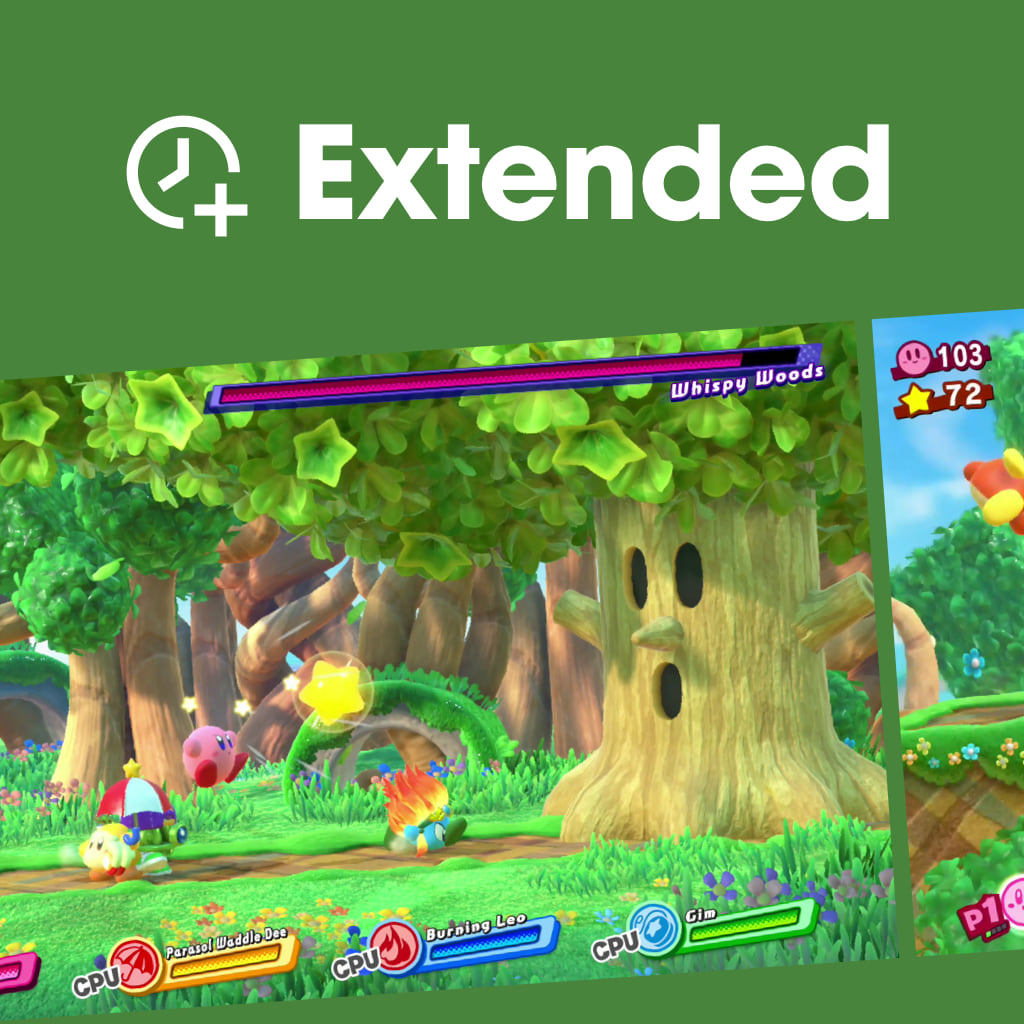 Extended
Whispy Woods
103
72
CPU Parasol Waddle Dee
CPU Burning Leo
CPU Gim
P1